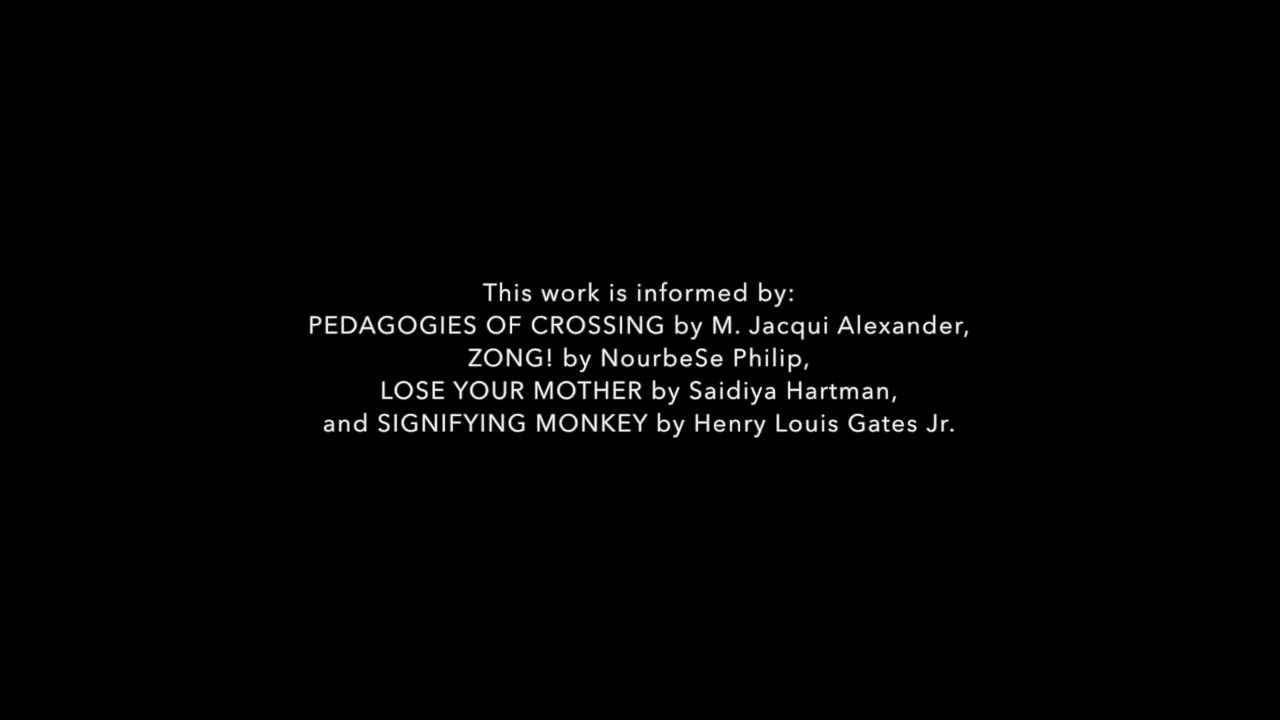 This work is informed by:
PEDAGOGIES OF CROSSING by M. Jacqui Alexander,
ZONG! by NourbeSe Philip,
LOSE YOUR MOTHER by Saidiya Hartman,
and SIGNIFYING MONKEY by Henry Louis Gates Jr.